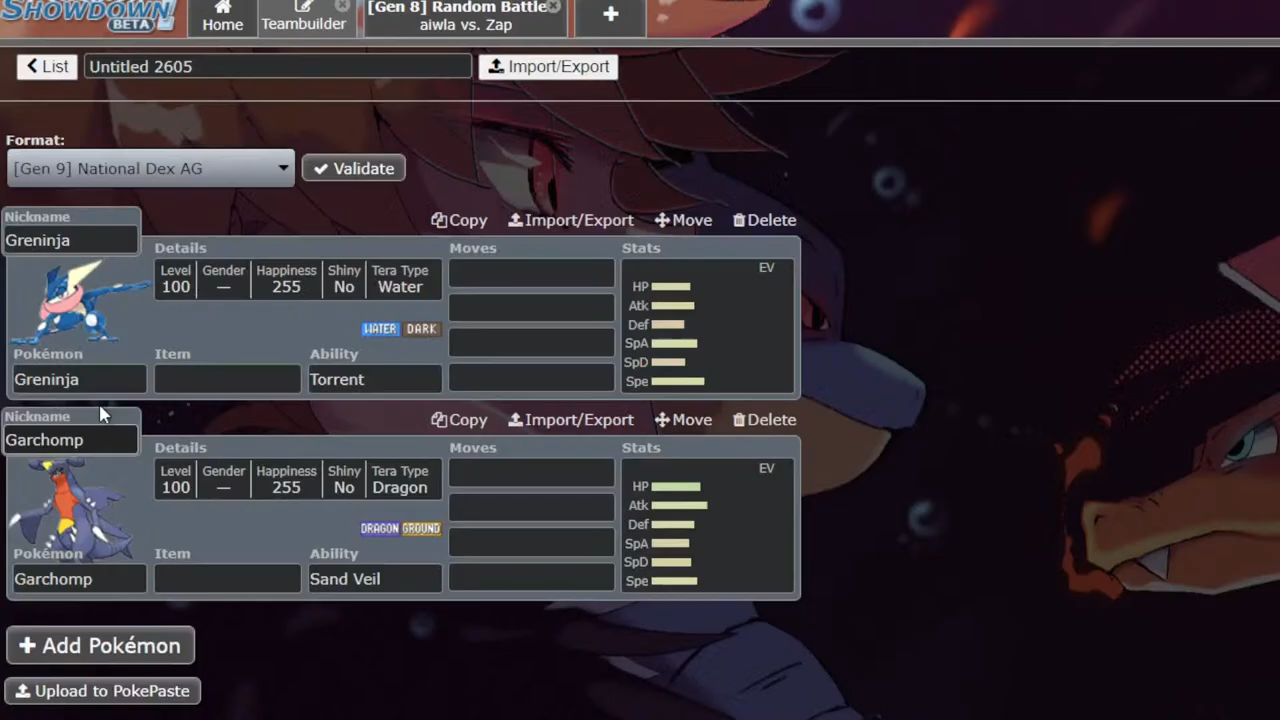 SHOWDOWN!
BETA
Home
Teambuilder
[Gen 8] Random Battle
aiwla vs. Zap
List
Untitled 2605
Import/Export
Format:
[Gen 9] National Dex AG
Validate
Nickname
Greninja
Copy Import/Export Move Delete
Details Moves Stats
Level Gender Happiness Shiny Tera Type
100 — 255 No Water
EV
HP
Atk
Def
SpA
SpD
Spe
WATER DARK
Pokémon Item Ability
Greninja Torrent
Nickname
Garchomp
Copy Import/Export Move Delete
Details Moves Stats
Level Gender Happiness Shiny Tera Type
100 — 255 No Dragon
EV
HP
Atk
Def
SpA
SpD
Spe
DRAGON GROUND
Pokémon Item Ability
Garchomp Sand Veil
Add Pokémon
Upload to PokePaste